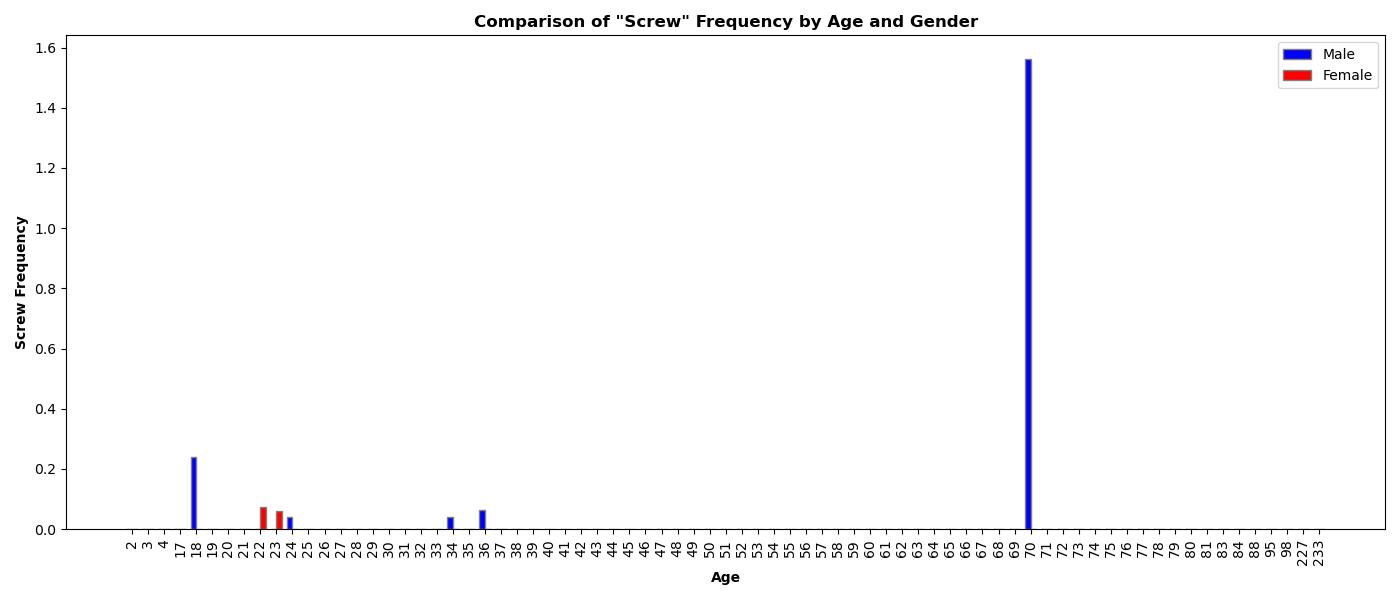 Comparison of "Screw" Frequency by Age and Gender
Male
Female
Screw Frequency
1.6
1.4
1.2
1.0
0.8
0.6
0.4
0.2
0.0
2 3 4 17 18 19 20 21 22 23 24 25 26 27 28 29 30 31 32 33 34 35 36 37 38 39 40 41 42 43 44 45 46 47 48 49 50 51 52 53 54 55 56 57 58 59 60 61 62 63 64 65 66 67 68 69 70 71 72 73 74 75 76 77 78 79 80 81 83 84 88 95 98 227 233
Age